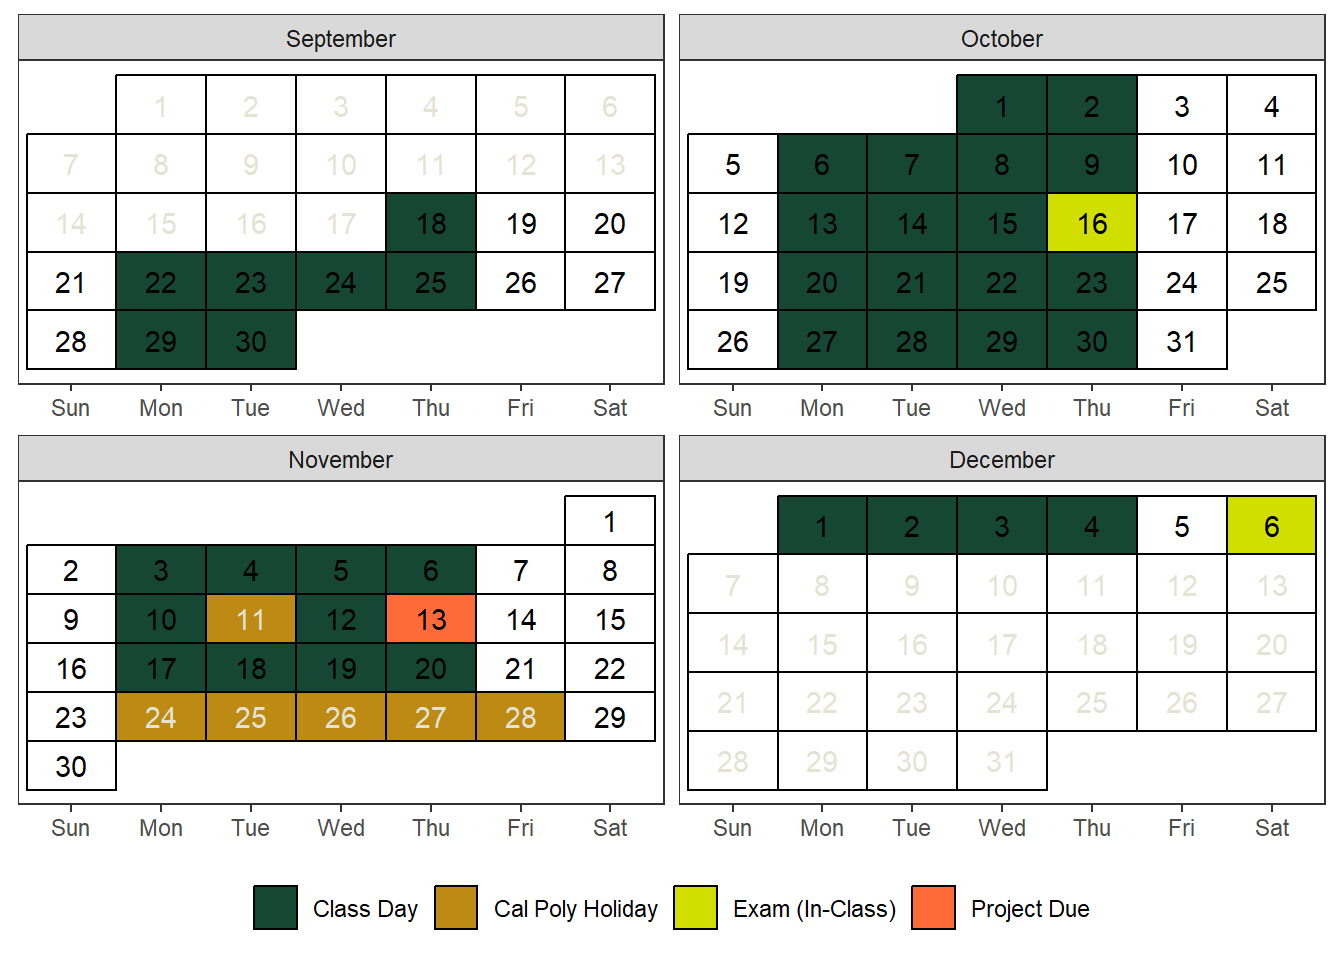 September
1 2 3 4 5 6
7 8 9 10 11 12 13
14 15 16 17 18 19 20
21 22 23 24 25 26 27
28 29 30
Sun Mon Tue Wed Thu Fri Sat
October
1 2 3 4
5 6 7 8 9 10 11
12 13 14 15 16 17 18
19 20 21 22 23 24 25
26 27 28 29 30 31
Sun Mon Tue Wed Thu Fri Sat
November
1
2 3 4 5 6 7 8
9 10 11 12 13 14 15
16 17 18 19 20 21 22
23 24 25 26 27 28 29
30
Sun Mon Tue Wed Thu Fri Sat
December
1 2 3 4 5 6
7 8 9 10 11 12 13
14 15 16 17 18 19 20
21 22 23 24 25 26 27
28 29 30 31
Sun Mon Tue Wed Thu Fri Sat
Class Day Cal Poly Holiday Exam (In-Class) Project Due